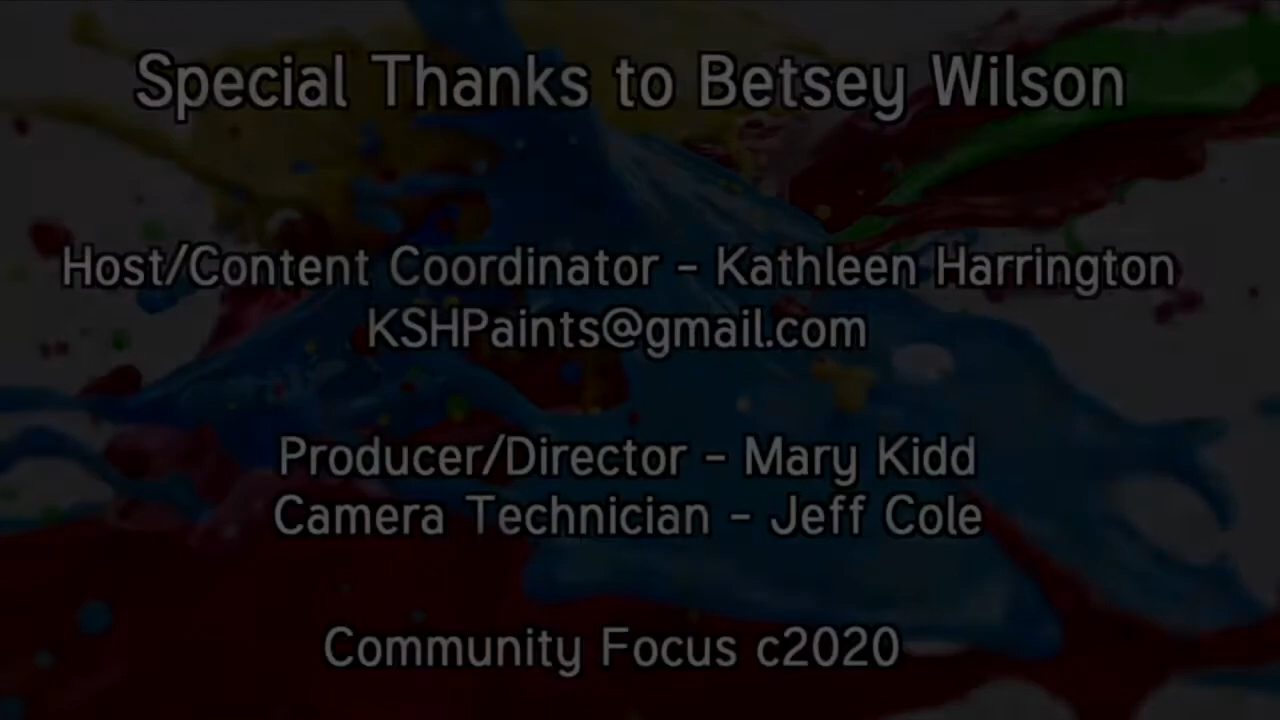 Special Thanks to Betsey Wilson
Host/Content Coordinator - Kathleen Harrington
KSHPaints@gmail.com
Producer/Director - Mary Kidd
Camera Technician - Jeff Cole
Community Focus c2020